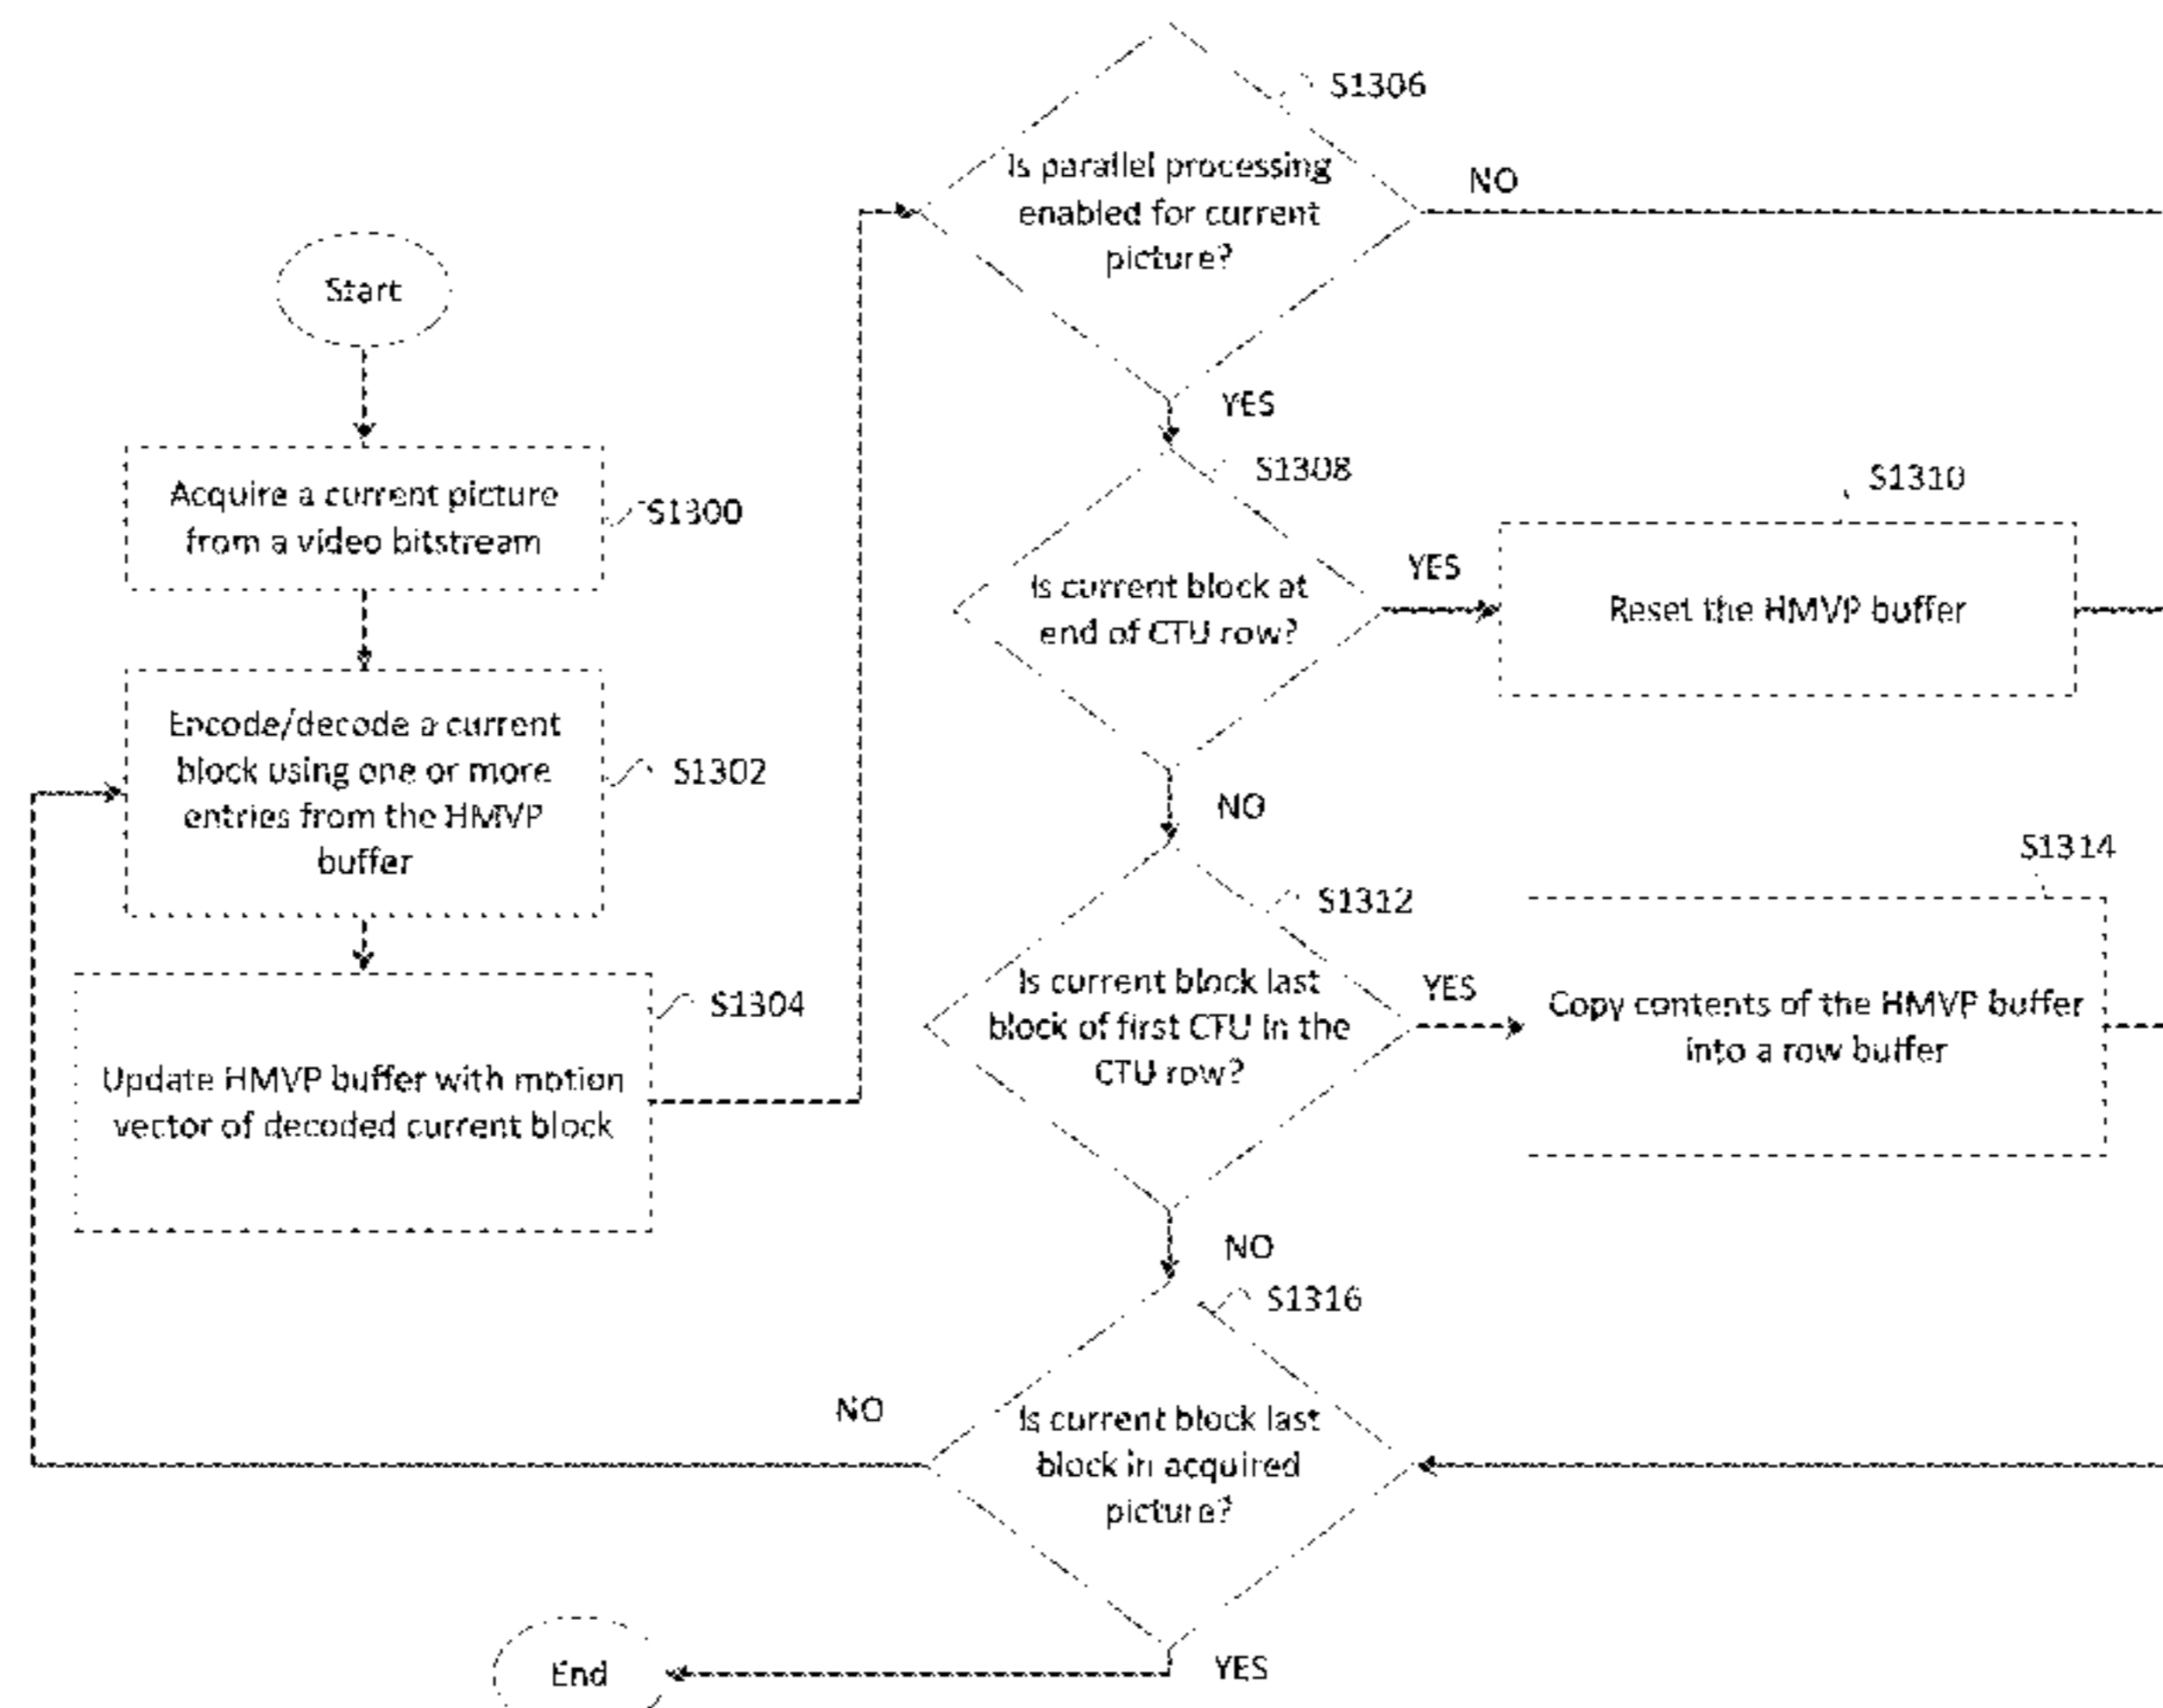 Start
Acquire a current picture
from a video bitstream
S1300
Encode/decode a current
block using one or more
entries from the HMVP
buffer
S1302
Update HMVP buffer with motion
vector of decoded current block
S1304
Is parallel processing
enabled for current
picture?
S1306
NO
YES
Is current block at
end of CTU row?
S1308
YES
NO
Reset the HMVP buffer
S1310
Is current block last
block of first CTU in the
CTU row?
S1312
YES
NO
Copy contents of the HMVP buffer
into a row buffer
S1314
Is current block last
block in acquired
picture?
S1316
NO
YES
End